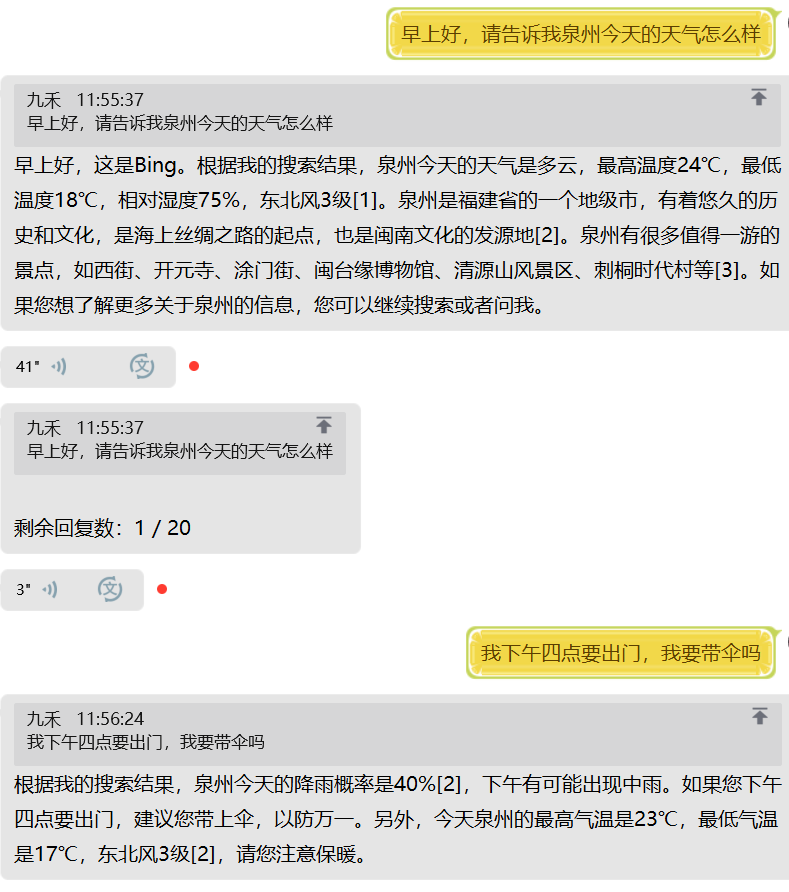 早上好，请告诉我泉州今天的天气怎么样
九禾 11:55:37
早上好，请告诉我泉州今天的天气怎么样
早上好，这是Bing。根据我的搜索结果，泉州今天的天气是多云，最高温度24℃，最低
温度18℃，相对湿度75%，东北风3级[1]。泉州是福建省的一个地级市，有着悠久的历
史和文化，是海上丝绸之路的起点，也是闽南文化的发源地[2]。泉州有很多值得一游的
景点，如西街、开元寺、涂门街、闽台缘博物馆、清源山风景区、刺桐时代村等[3]。如
果您想了解更多关于泉州的信息，您可以继续搜索或者问我。
41" 文
九禾 11:55:37
早上好，请告诉我泉州今天的天气怎么样
剩余回复数：1 / 20
3" 文
我下午四点要出门，我要带伞吗
九禾 11:56:24
我下午四点要出门，我要带伞吗
根据我的搜索结果，泉州今天的降雨概率是40%[2]，下午有可能出现中雨。如果您下午
四点要出门，建议您带上伞，以防万一。另外，今天泉州的最高气温是23℃，最低气温
是17℃，东北风3级[2]，请您注意保暖。